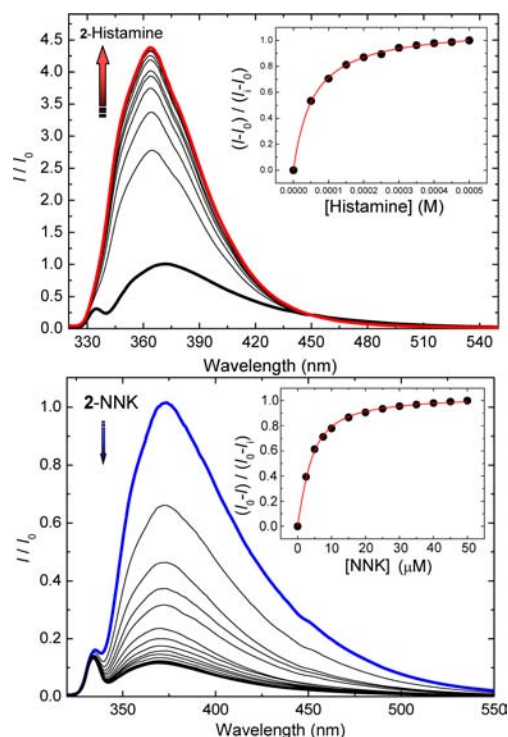 2-Histamine
I / I0
4.5
4.0
3.5
3.0
2.5
2.0
1.5
1.0
0.5
0.0
330 360 390 420 450 480 510 540
Wavelength (nm)
(I-I0) / (Ii-I0)
1.0
0.8
0.6
0.4
0.2
0.0
0.0000 0.0001 0.0002 0.0003 0.0004 0.0005
[Histamine] (M)
2-NNK
I / I0
1.0
0.8
0.6
0.4
0.2
0.0
350 400 450 500 550
Wavelength (nm)
(I0-I) / (I0-Ii)
1.0
0.8
0.6
0.4
0.2
0.0
0 10 20 30 40 50
[NNK] (μM)